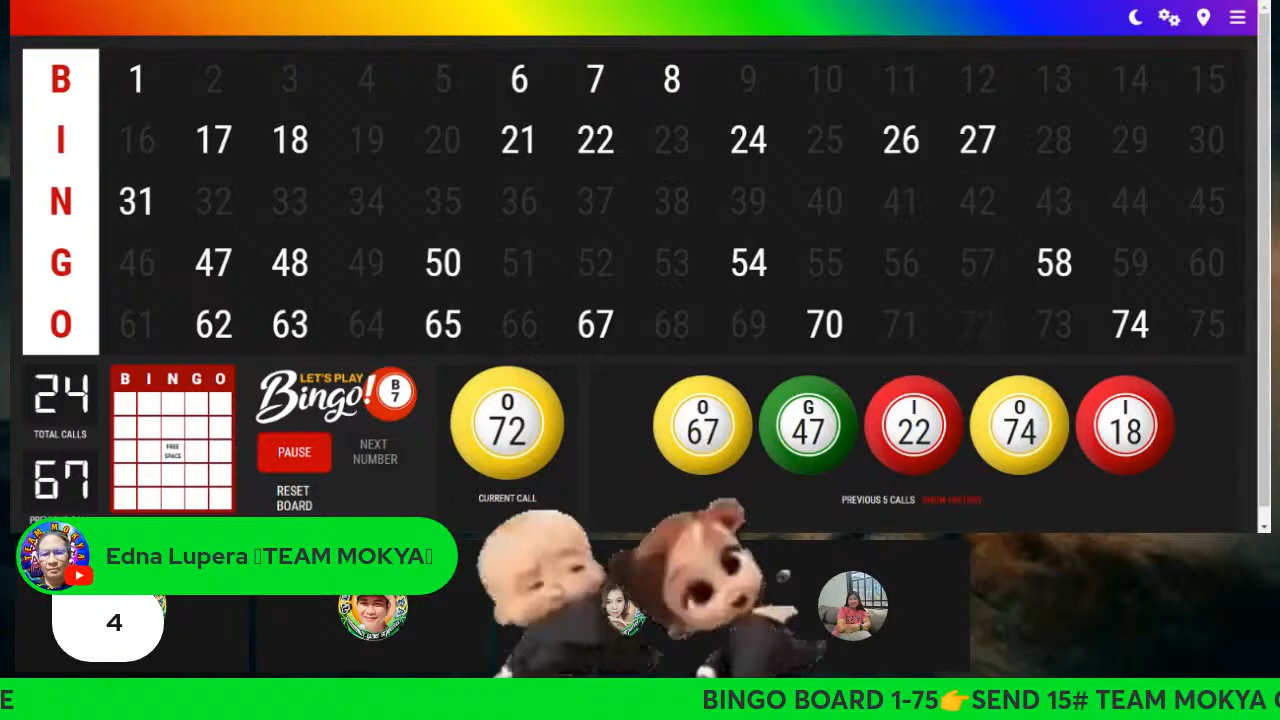 B 1 2 3 4 5 6 7 8 9 10 11 12 13 14 15
I 16 17 18 19 20 21 22 23 24 25 26 27 28 29 30
N 31 32 33 34 35 36 37 38 39 40 41 42 43 44 45
G 46 47 48 49 50 51 52 53 54 55 56 57 58 59 60
O 61 62 63 64 65 66 67 68 69 70 71 72 73 74 75
24
TOTAL CALLS
67
B I N G O
FREE
SPACE
LET'S PLAY
Bingo!
B
7
PAUSE
NEXT
NUMBER
RESET
BOARD
O
72
CURRENT CALL
O
67
G
47
I
22
O
74
I
18
PREVIOUS 5 CALLS SHOW HISTORY
Edna Lupera TEAM MOKYA
4
E
BINGO BOARD 1-75👉SEND 15# TEAM MOKYA